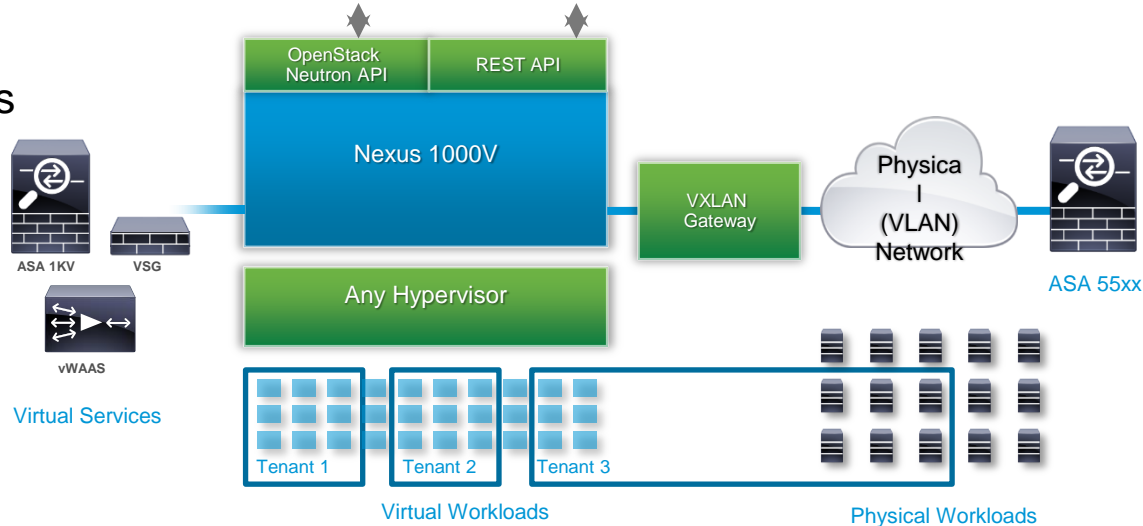 OpenStack
Neutron API
REST API
s
Nexus 1000V
ASA 1KV
VSG
vWAAS
Virtual Services
VXLAN
Gateway
Physica
l
(VLAN)
Network
ASA 55xx
Any Hypervisor
Tenant 1
Tenant 2
Tenant 3
Virtual Workloads
Physical Workloads